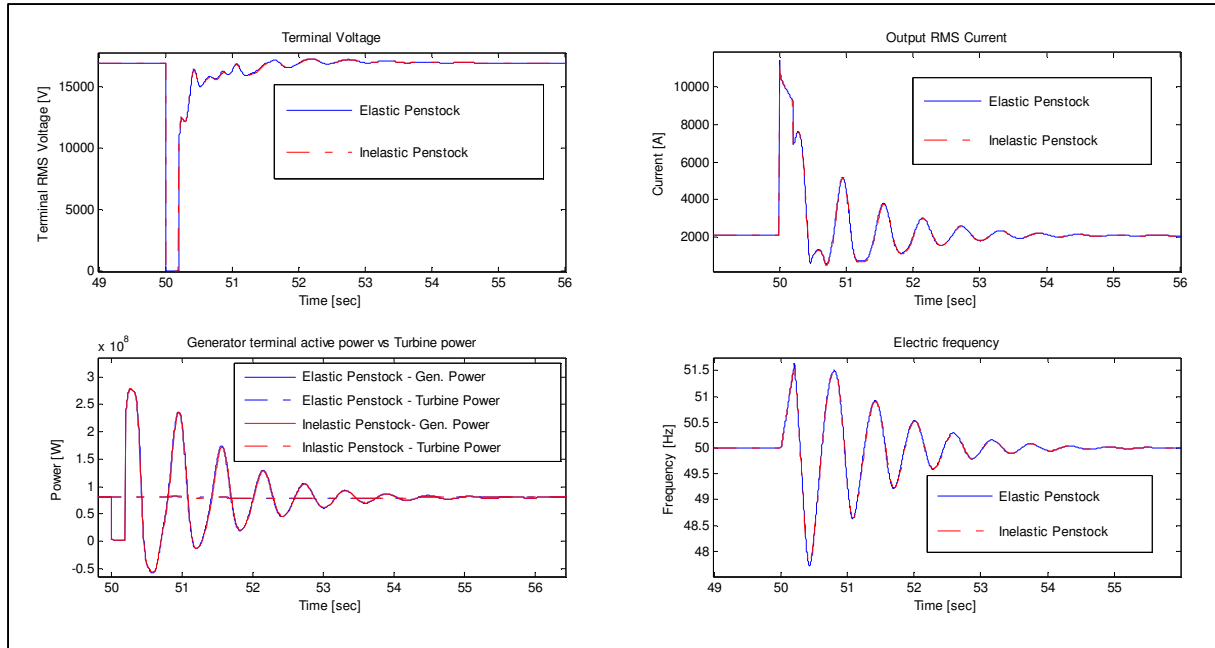 Terminal Voltage
Terminal RMS Voltage [V]
15000
10000
5000
0
Elastic Penstock
Inelastic Penstock
49 50 51 52 53 54 55 56
Time [sec]
Output RMS Current
Current [A]
10000
8000
6000
4000
2000
Elastic Penstock
Inelastic Penstock
49 50 51 52 53 54 55 56
Time [sec]
Generator terminal active power vs Turbine power
x 10^8
Power [W]
3
2.5
2
1.5
1
0.5
0
-0.5
Elastic Penstock - Gen. Power
Elastic Penstock - Turbine Power
Inelastic Penstock- Gen. Power
Inlastic Penstock - Turbine Power
50 51 52 53 54 55 56
Time [sec]
Electric frequency
Frequency [Hz]
51.5
51
50.5
50
49.5
49
48.5
48
Elastic Penstock
Inelastic Penstock
49 50 51 52 53 54 55
Time [sec]